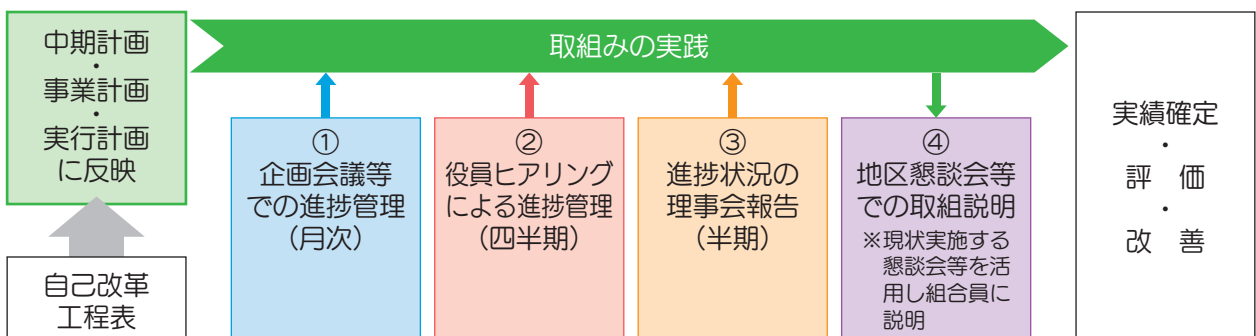 中期計画
・
事業計画
・
実行計画
に反映
自己改革
工程表
取組みの実践
①
企画会議等
での進捗管理
（月次）
②
役員ヒアリング
による進捗管理
（四半期）
③
進捗状況の
理事会報告
（半期）
④
地区懇談会等
での取組説明
※現状実施する
懇談会等を活
用し組合員に
説明
実績確定
・
評　価
・
改　善